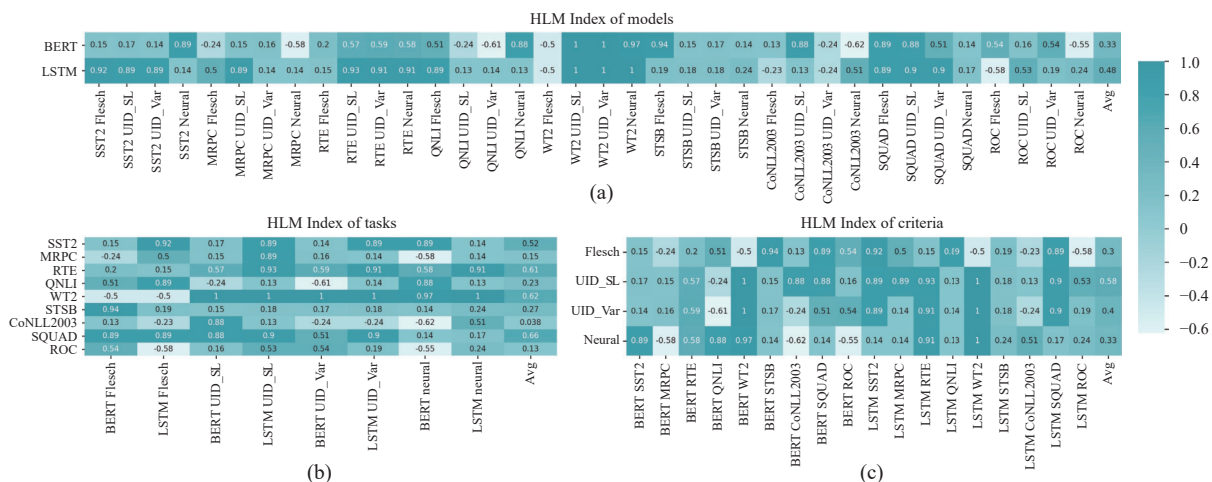 HLM Index of models
BERT 0.15 0.17 0.14 0.89 -0.24 0.15 0.16 -0.58 0.2 0.57 0.59 0.58 0.51 -0.24 -0.61 0.88 -0.5 1 1 0.97 0.94 0.15 0.17 0.14 0.13 0.88 -0.24 -0.62 0.89 0.88 0.51 0.14 0.54 0.16 0.54 -0.55 0.33
LSTM 0.92 0.89 0.89 0.14 0.5 0.89 0.14 0.14 0.15 0.93 0.91 0.91 0.89 0.13 0.14 0.13 -0.5 1 1 1 0.19 0.18 0.18 0.24 -0.23 0.13 -0.24 0.51 0.89 0.9 0.9 0.17 -0.58 0.53 0.19 0.24 0.48
SST2 Flesch
SST2 UID_SL
SST2 UID_Var
SST2 Neural
MRPC Flesch
MRPC UID_SL
MRPC UID_Var
MRPC Neural
RTE Flesch
RTE UID_SL
RTE UID_Var
RTE Neural
QNLI Flesch
QNLI UID_SL
QNLI UID_Var
QNLI Neural
WT2 Flesch
WT2 UID_SL
WT2 UID_Var
WT2 Neural
STSB Flesch
STSB UID_SL
STSB UID_Var
STSB Neural
CoNLL2003 Flesch
CoNLL2003 UID_SL
CoNLL2003 UID_Var
CoNLL2003 Neural
SQUAD Flesch
SQUAD UID_SL
SQUAD UID_Var
SQUAD Neural
ROC Flesch
ROC UID_SL
ROC UID_Var
ROC Neural
Avg
(a)
1.0
0.8
0.6
0.4
0.2
0
−0.2
−0.4
−0.6
HLM Index of tasks
SST2 0.15 0.92 0.17 0.89 0.14 0.89 0.89 0.14 0.52
MRPC -0.24 0.5 0.15 0.89 0.16 0.14 -0.58 0.14 0.15
RTE 0.2 0.15 0.57 0.93 0.59 0.91 0.58 0.91 0.61
QNLI 0.51 0.89 -0.24 0.13 -0.61 0.14 0.88 0.13 0.23
WT2 -0.5 -0.5 1 1 1 1 0.97 1 0.62
STSB 0.94 0.19 0.15 0.18 0.17 0.18 0.14 0.24 0.27
CoNLL2003 0.13 -0.23 0.88 0.13 -0.24 -0.24 -0.62 0.51 0.038
SQUAD 0.89 0.89 0.88 0.9 0.51 0.9 0.14 0.17 0.66
ROC 0.54 -0.58 0.16 0.53 0.54 0.19 -0.55 0.24 0.13
BERT Flesch
LSTM Flesch
BERT UID_SL
LSTM UID_SL
BERT UID_Var
LSTM UID_Var
BERT neural
LSTM neural
Avg
(b)
HLM Index of criteria
Flesch 0.15 -0.24 0.2 0.51 -0.5 0.94 0.13 0.89 0.54 0.92 0.5 0.15 0.19 -0.5 0.19 -0.23 0.89 -0.58 0.3
UID_SL 0.17 0.15 0.57 -0.24 1 0.15 0.88 0.88 0.16 0.89 0.89 0.93 0.13 1 0.18 0.13 0.9 0.53 0.58
UID_Var 0.14 0.16 0.59 -0.61 1 0.17 -0.24 0.51 0.54 0.89 0.14 0.91 0.14 1 0.18 -0.24 0.9 0.19 0.4
Neural 0.89 -0.58 0.58 0.88 0.97 0.14 -0.62 0.14 -0.55 0.14 0.14 0.91 0.13 1 0.24 0.51 0.17 0.24 0.33
BERT SST2
BERT MRPC
BERT RTE
BERT QNLI
BERT WT2
BERT STSB
BERT CoNLL2003
BERT SQUAD
BERT ROC
LSTM SST2
LSTM MRPC
LSTM RTE
LSTM QNLI
LSTM WT2
LSTM STSB
LSTM CoNLL2003
LSTM SQUAD
LSTM ROC
Avg
(c)